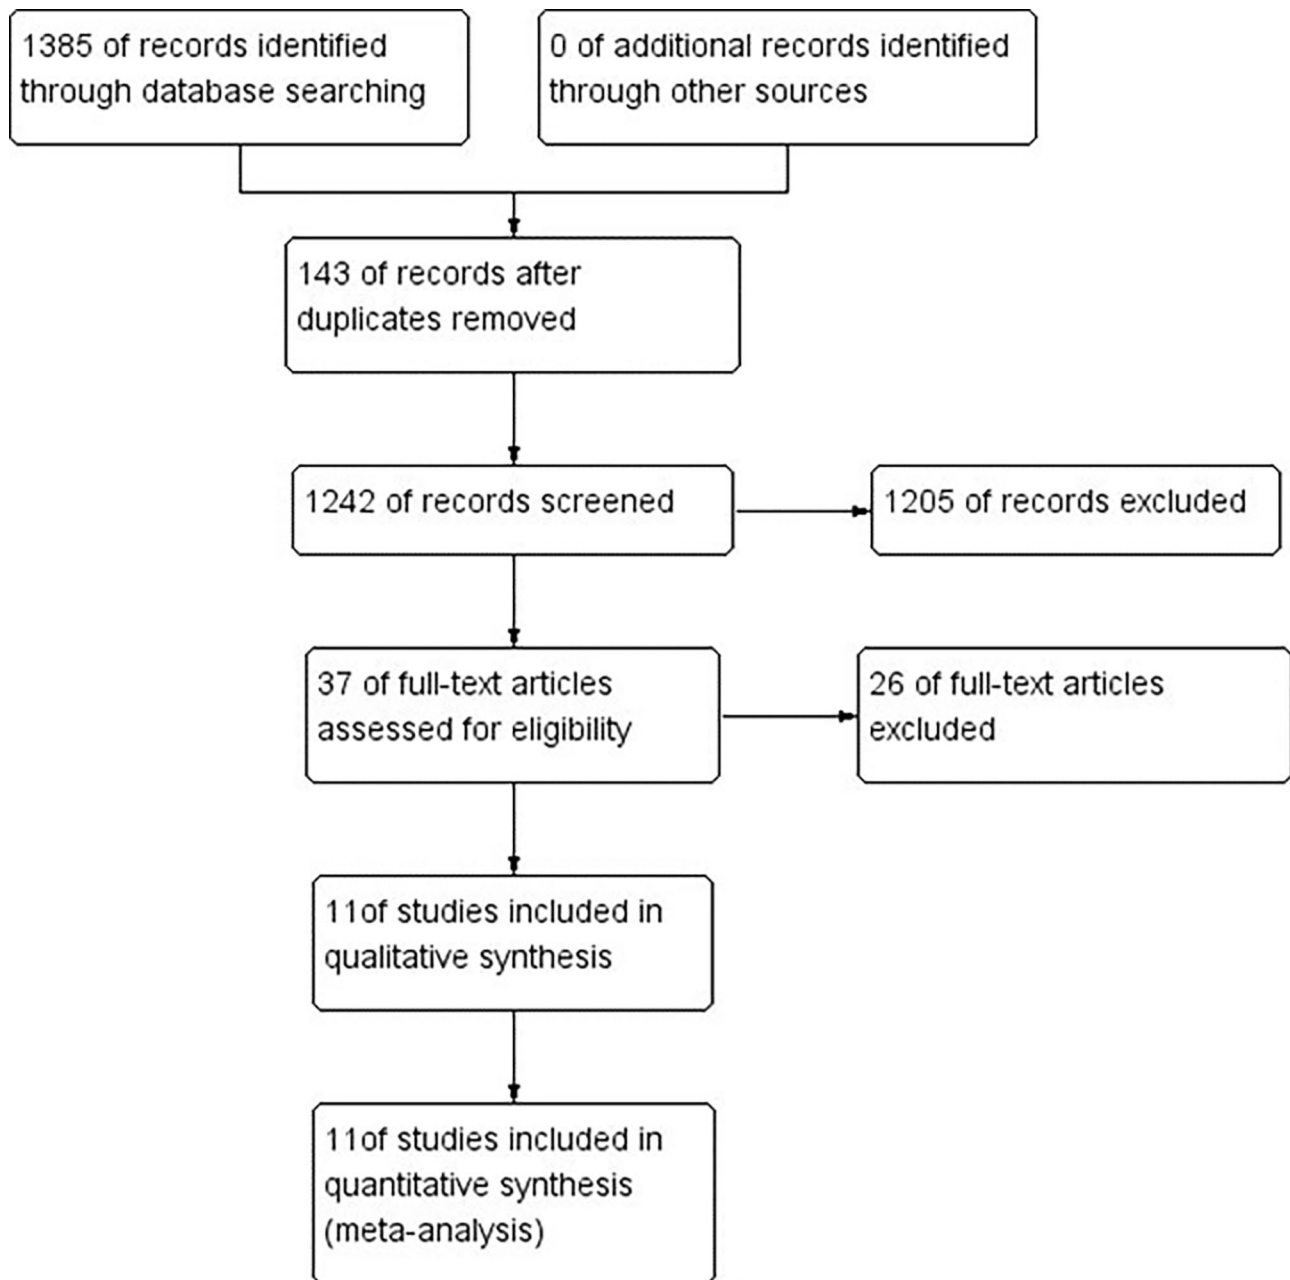 1385 of records identified
through database searching
0 of additional records identified
through other sources
143 of records after
duplicates removed
1242 of records screened
1205 of records excluded
37 of full-text articles
assessed for eligibility
26 of full-text articles
excluded
11of studies included in
qualitative synthesis
11of studies included in
quantitative synthesis
(meta-analysis)